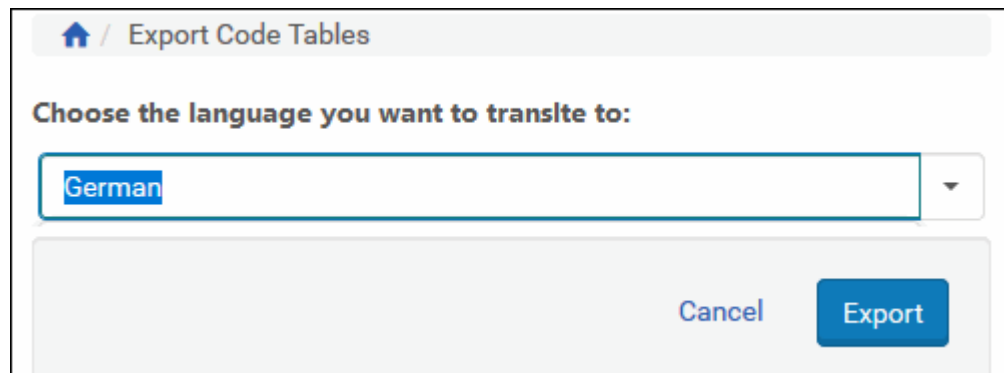 / Export Code Tables
Choose the language you want to translte to:
German
Cancel Export